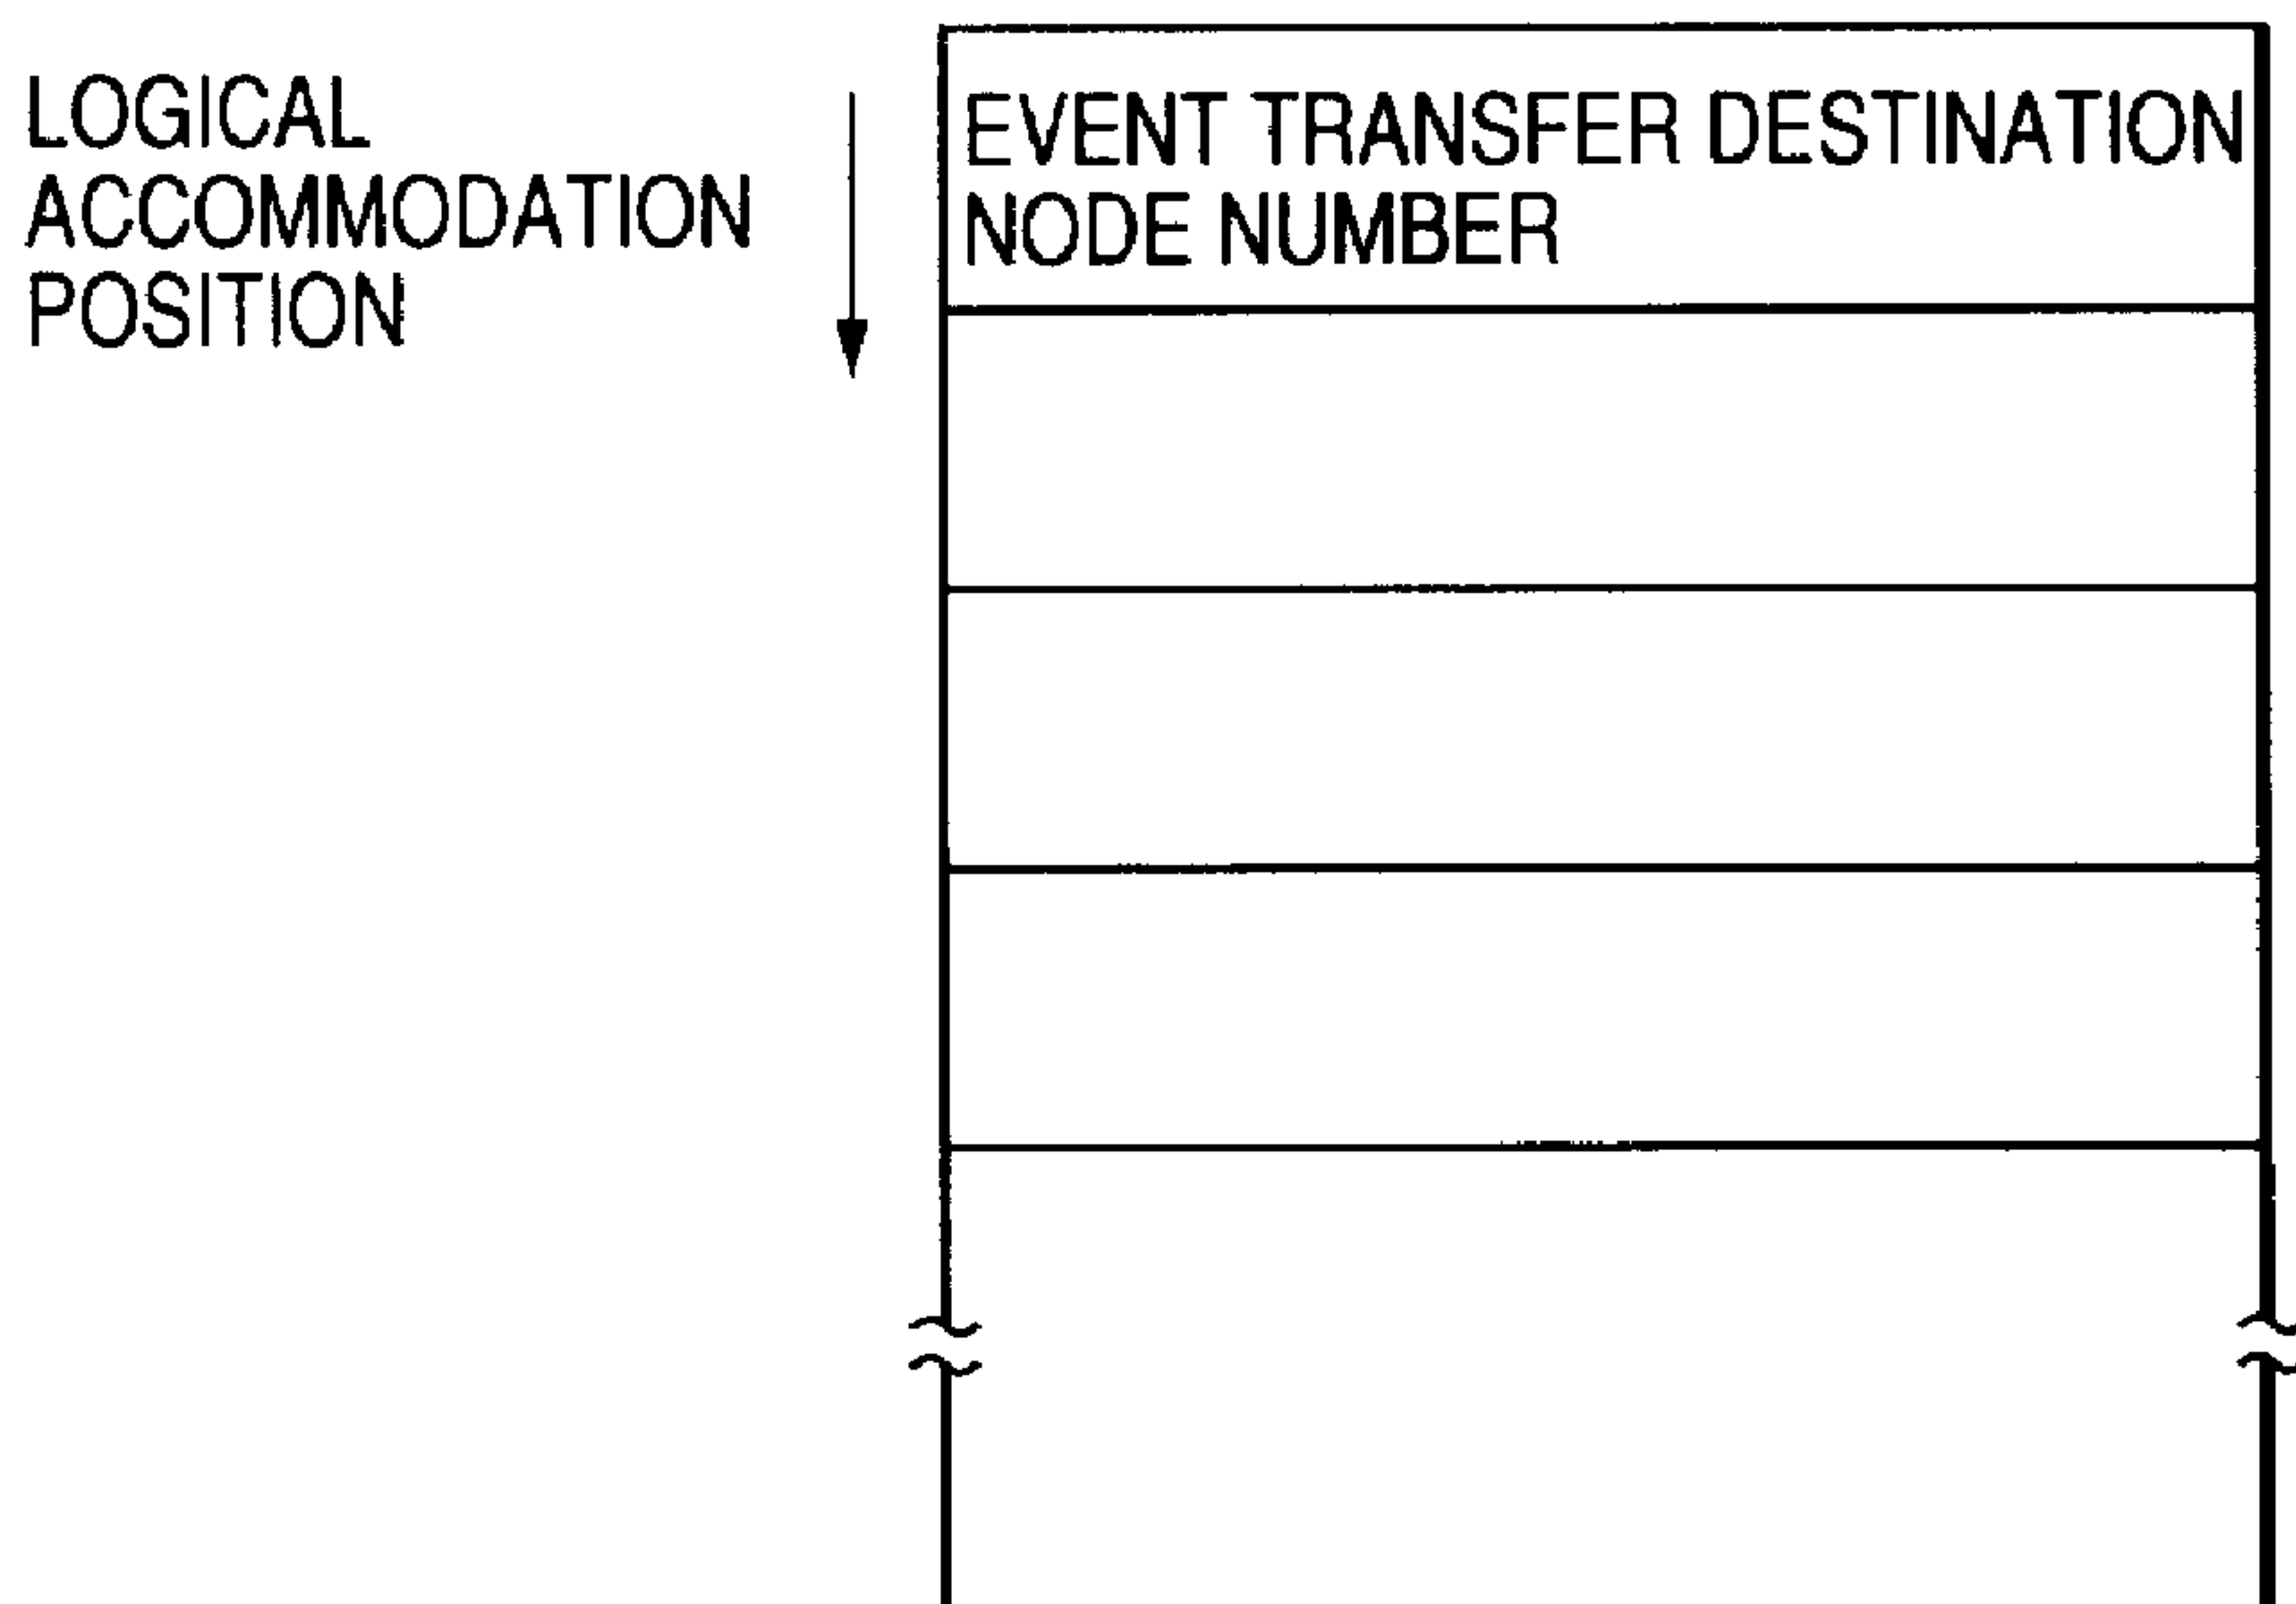 LOGICAL
ACCOMMODATION
POSITION
EVENT TRANSFER DESTINATION
NODE NUMBER